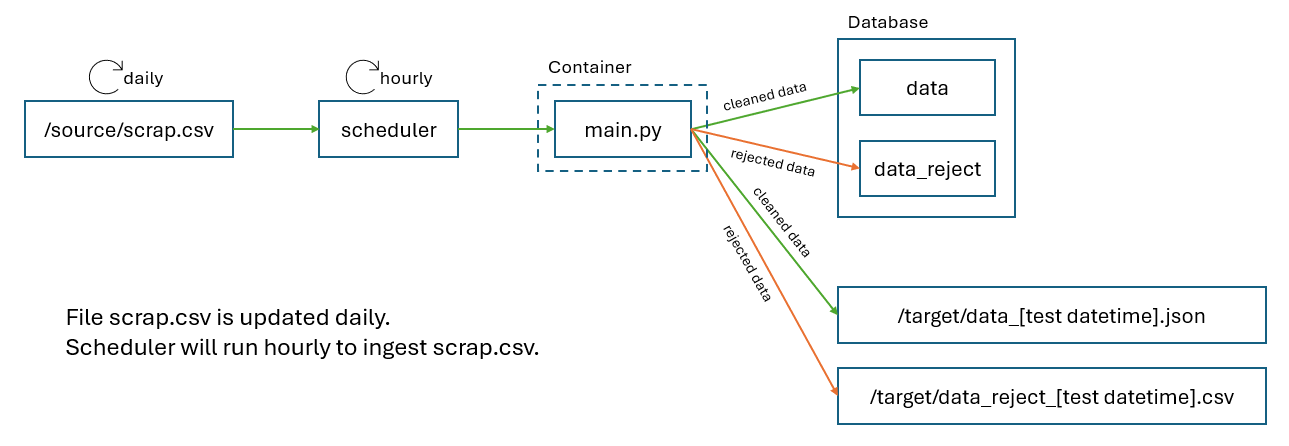 Database
daily
hourly
Container
/source/scrap.csv
scheduler
main.py
cleaned data
data
rejected data
data_reject
cleaned data
rejected data
/target/data_[test datetime].json
/target/data_reject_[test datetime].csv
File scrap.csv is updated daily.
Scheduler will run hourly to ingest scrap.csv.